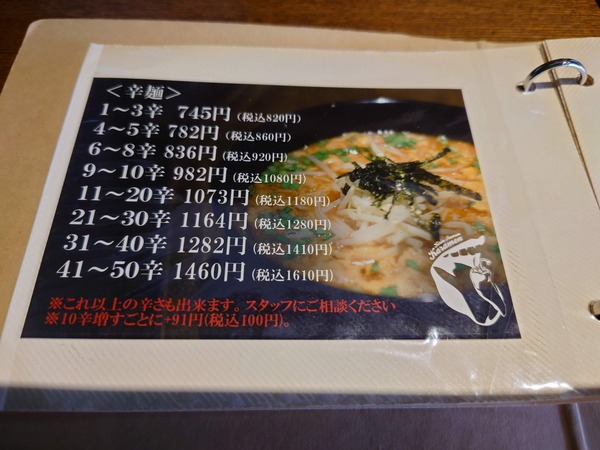 ＜辛麺＞
1～3辛 745円 (税込820円)
4～5辛 782円 (税込860円)
6～8辛 836円 (税込920円)
9～10辛 982円 (税込1080円)
11～20辛 1073円 (税込1180円)
21～30辛 1164円 (税込1280円)
31～40辛 1282円 (税込1410円)
41～50辛 1460円 (税込1610円)
※これ以上の辛さも出来ます。スタッフにご相談ください
※10辛増すごとに+91円(税込100円)。
Karamen